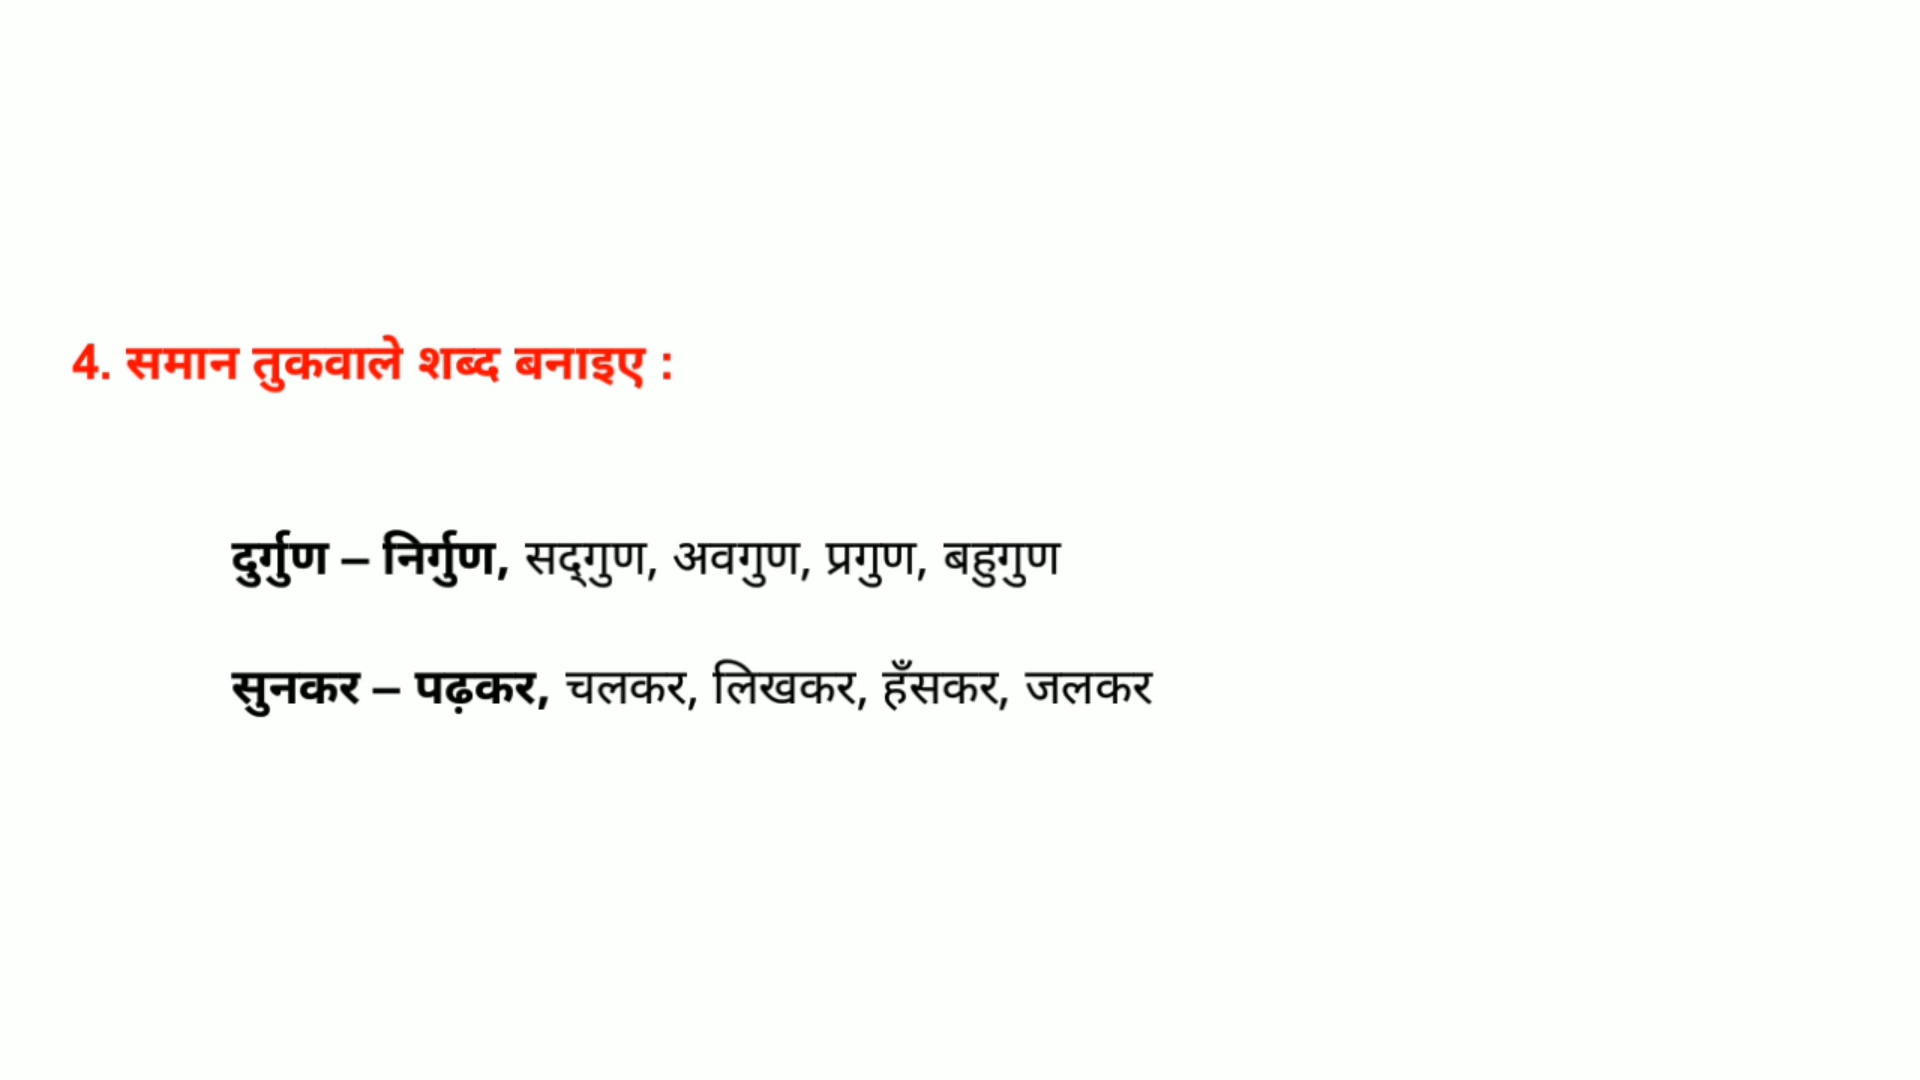 4. समान तुकवाले शब्द बनाइए :
दुर्गुण – निर्गुण, सद्‌गुण, अवगुण, प्रगुण, बहुगुण
सुनकर – पढ़कर, चलकर, लिखकर, हँसकर, जलकर